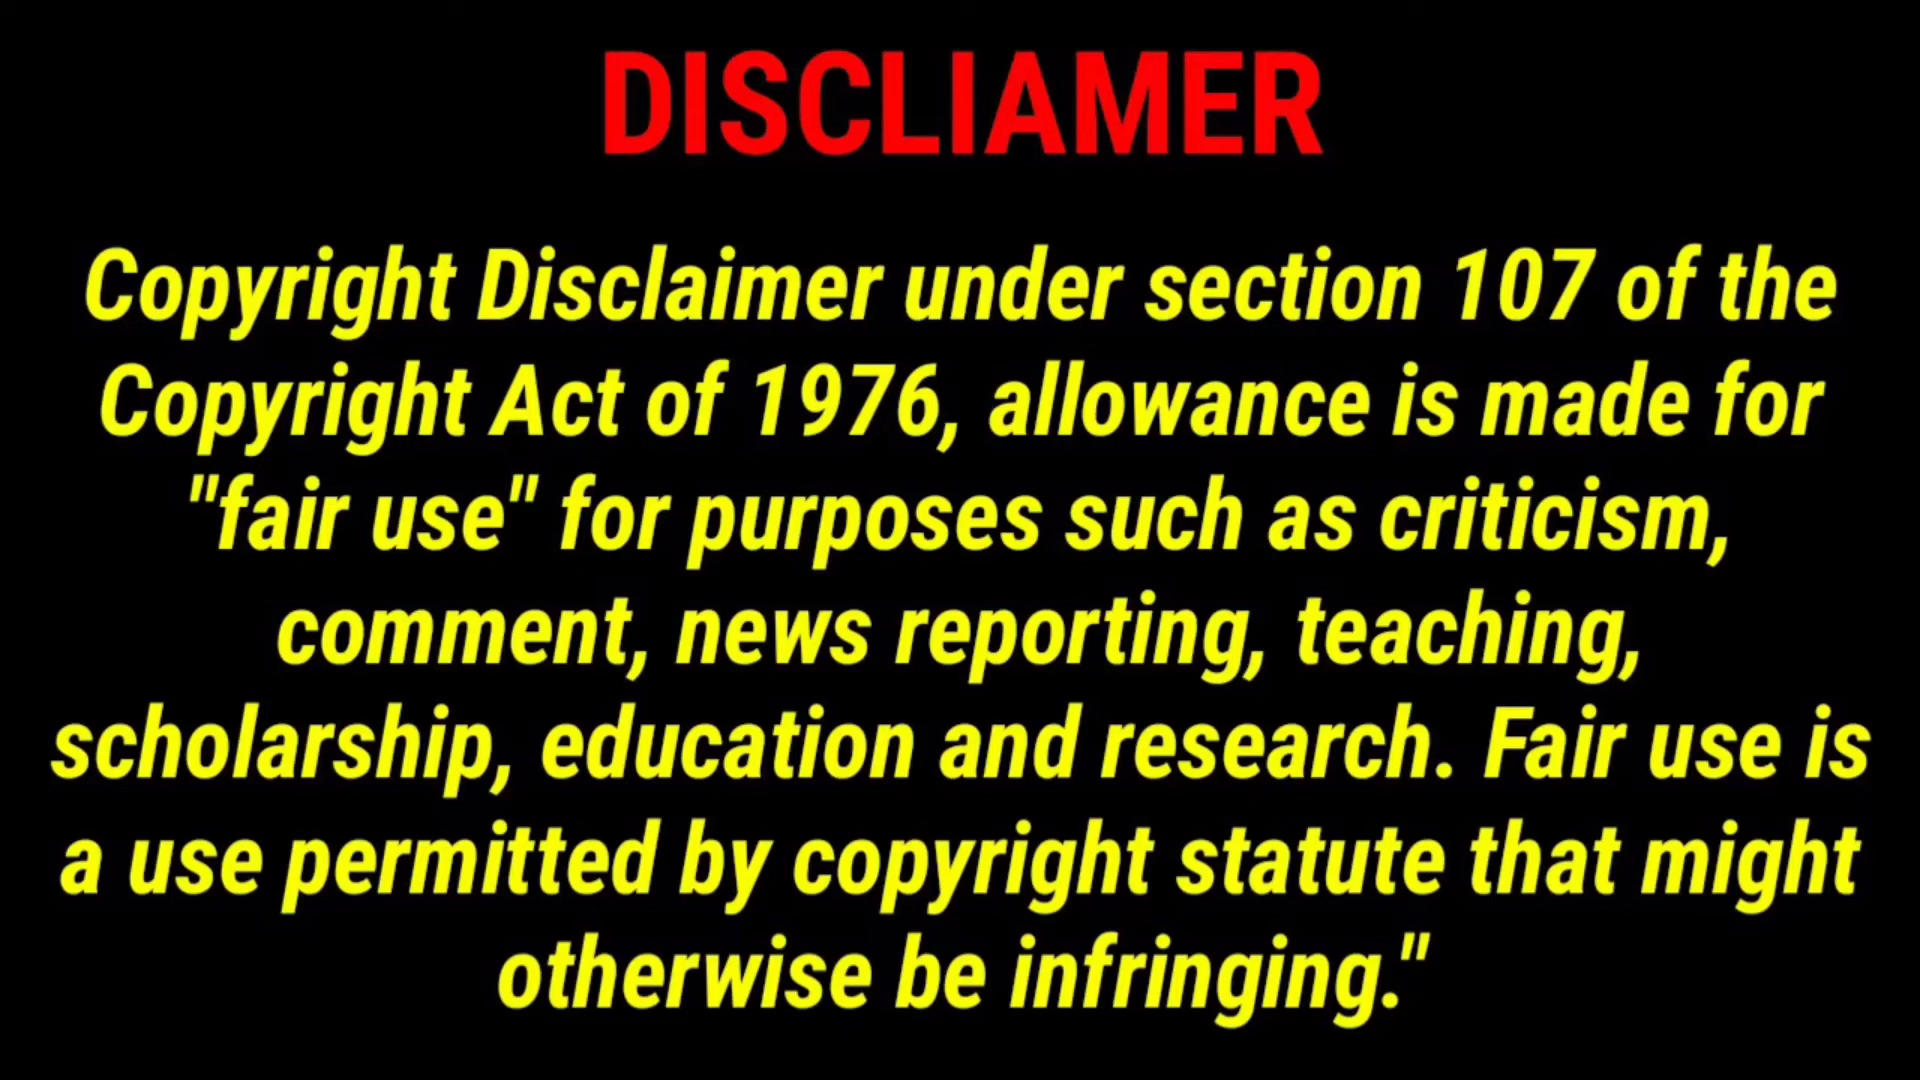 DISCLIAMER
Copyright Disclaimer under section 107 of the
Copyright Act of 1976, allowance is made for
"fair use" for purposes such as criticism,
comment, news reporting, teaching,
scholarship, education and research. Fair use is
a use permitted by copyright statute that might
otherwise be infringing."